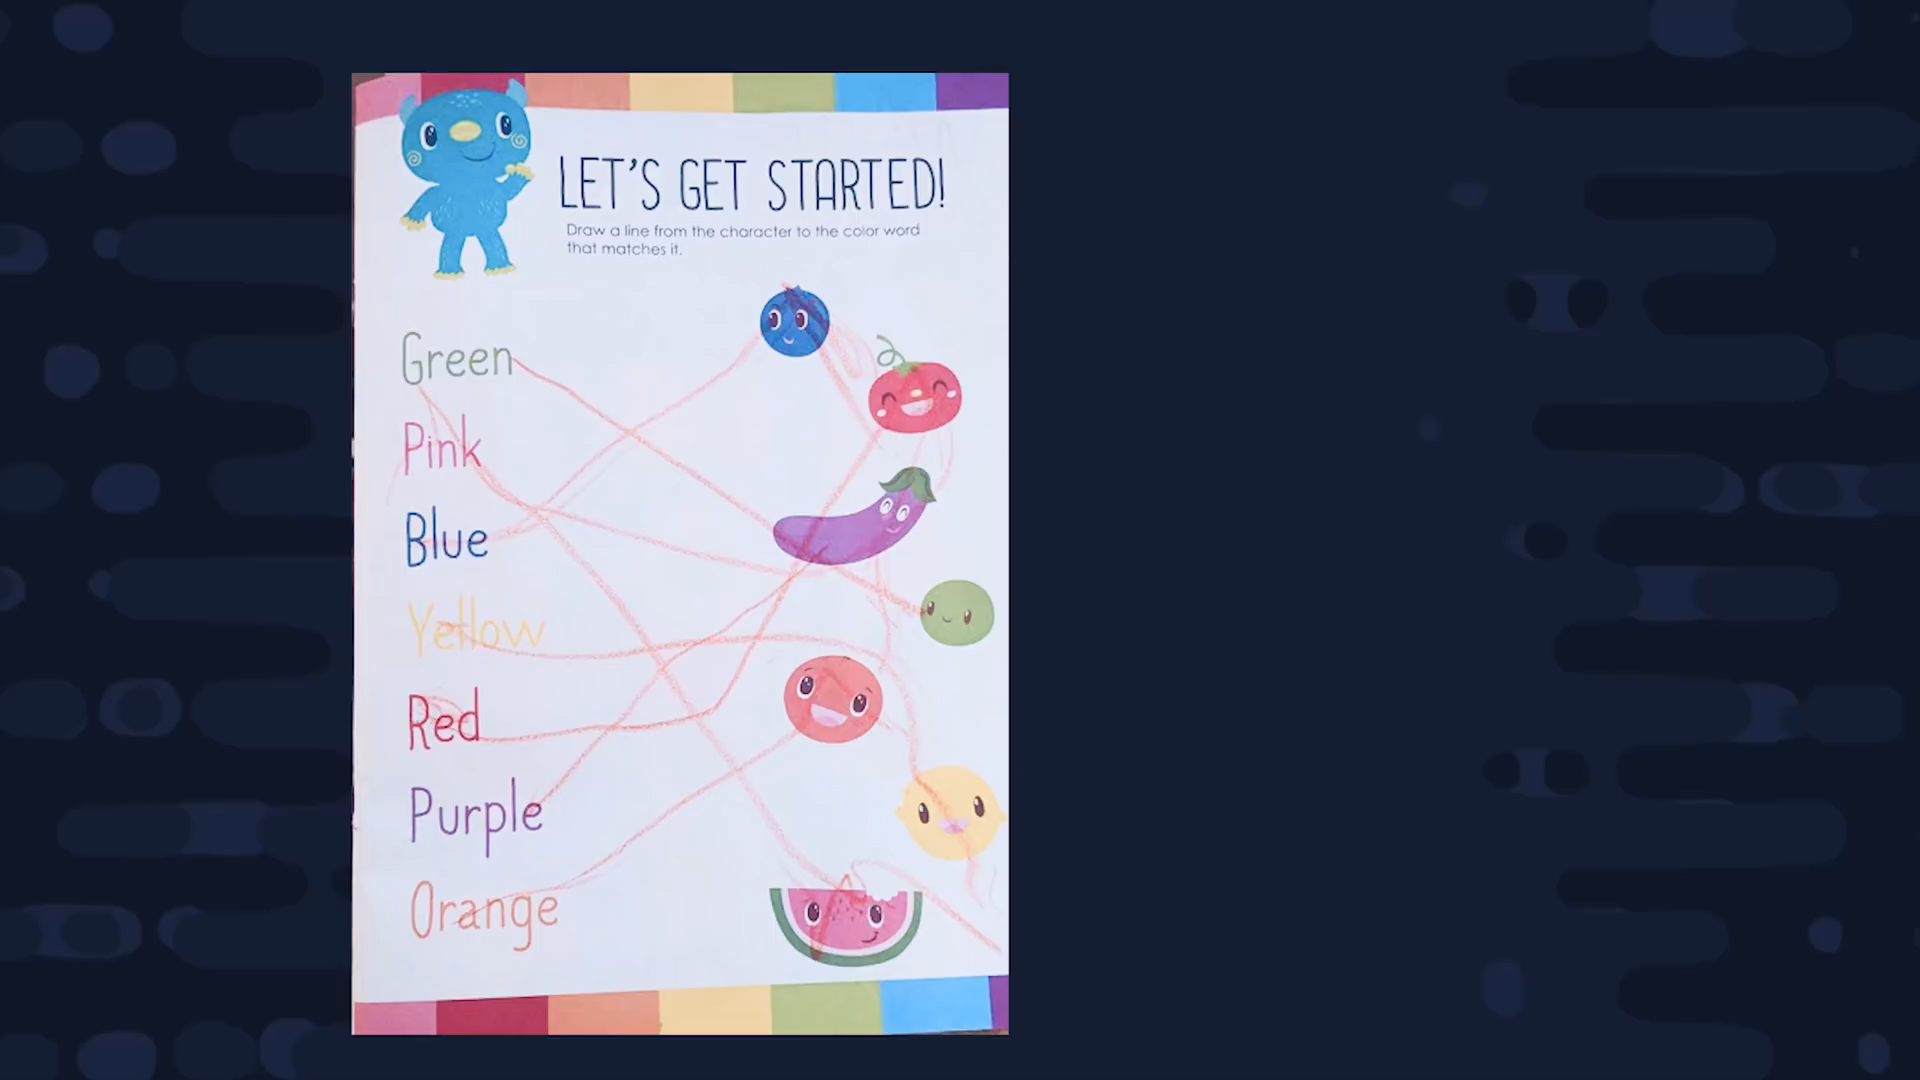 LET'S GET STARTED!
Draw a line from the character to the color word
that matches it.
Green
Pink
Blue
Yellow
Red
Purple
Orange